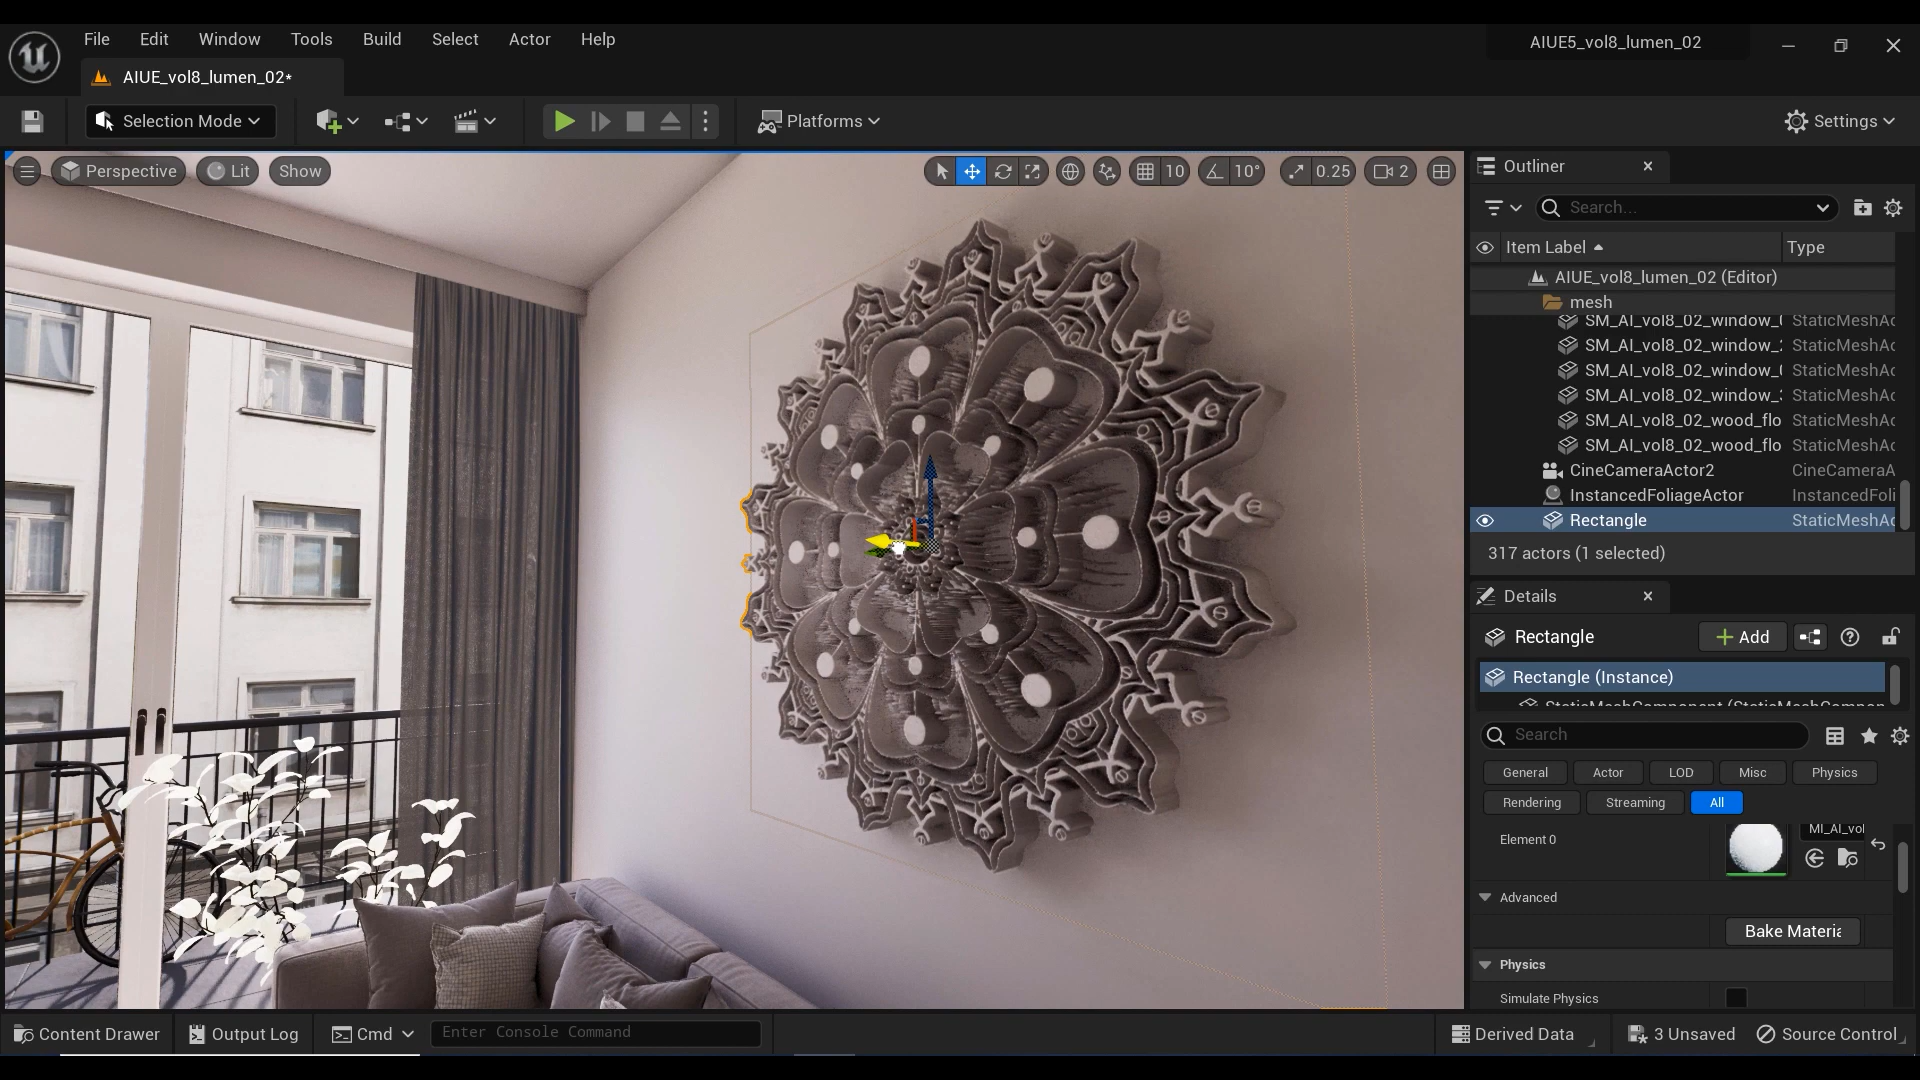 File Edit Window Tools Build Select Actor Help
AIUE5_vol8_lumen_02
AIUE_vol8_lumen_02*
Selection Mode
Platforms
Settings
Perspective Lit Show
10 10° 0.25 2
Outliner
Search...
Item Label Type
AIUE_vol8_lumen_02 (Editor)
mesh
SM_AI_vol8_02_window_ StaticMeshAc
SM_AI_vol8_02_window_ StaticMeshAc
SM_AI_vol8_02_window_ StaticMeshAc
SM_AI_vol8_02_window_ StaticMeshAc
SM_AI_vol8_02_wood_flo StaticMeshAc
SM_AI_vol8_02_wood_flo StaticMeshAc
CineCameraActor2 CineCameraA
InstancedFoliageActor InstancedFoli
Rectangle StaticMeshAc
317 actors (1 selected)
Details
Rectangle
Add
Rectangle (Instance)
StaticMeshComponent (StaticMeshCompon
Search
General Actor LOD Misc Physics
Rendering Streaming All
Element 0
MI_AI_vol
Advanced
Bake Materia
Physics
Simulate Physics
Content Drawer Output Log Cmd Enter Console Command
Derived Data 3 Unsaved Source Control